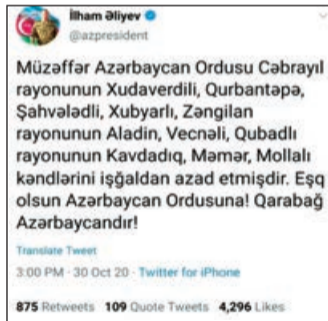 İlham Əliyev
@azpresident
Müzəffər Azərbaycan Ordusu Cəbrayıl
rayonunun Xudaverdili, Qurbantəpə,
Şahvələdli, Xubyarlı, Zəngilan
rayonunun Aladin, Vecnəli, Qubadlı
rayonunun Kavdadıq, Məmər, Mollalı
kəndlərini işğaldan azad etmişdir. Eşq
olsun Azərbaycan Ordusuna! Qarabağ
Azərbaycandır!
Translate Tweet
3:00 PM · 30 Oct 20 · Twitter for iPhone
875 Retweets 109 Quote Tweets 4,296 Likes